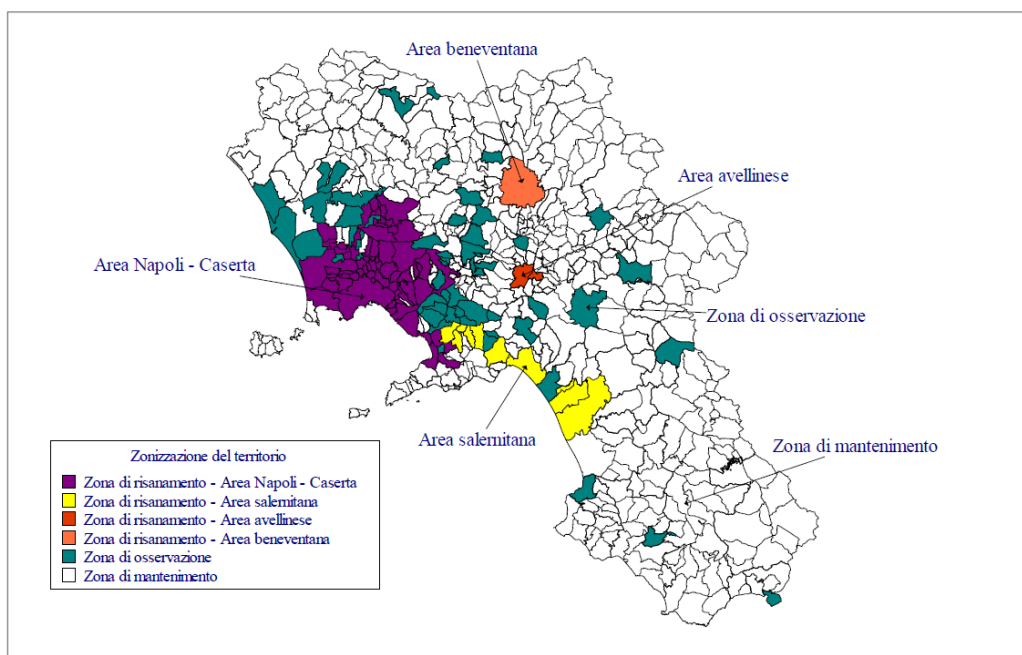 Area beneventana
Area avellinese
Area Napoli - Caserta
Zona di osservazione
Area salernitana
Zona di mantenimento
Zonizzazione del territorio
Zona di risanamento - Area Napoli - Caserta
Zona di risanamento - Area salernitana
Zona di risanamento - Area avellinese
Zona di risanamento - Area beneventana
Zona di osservazione
Zona di mantenimento